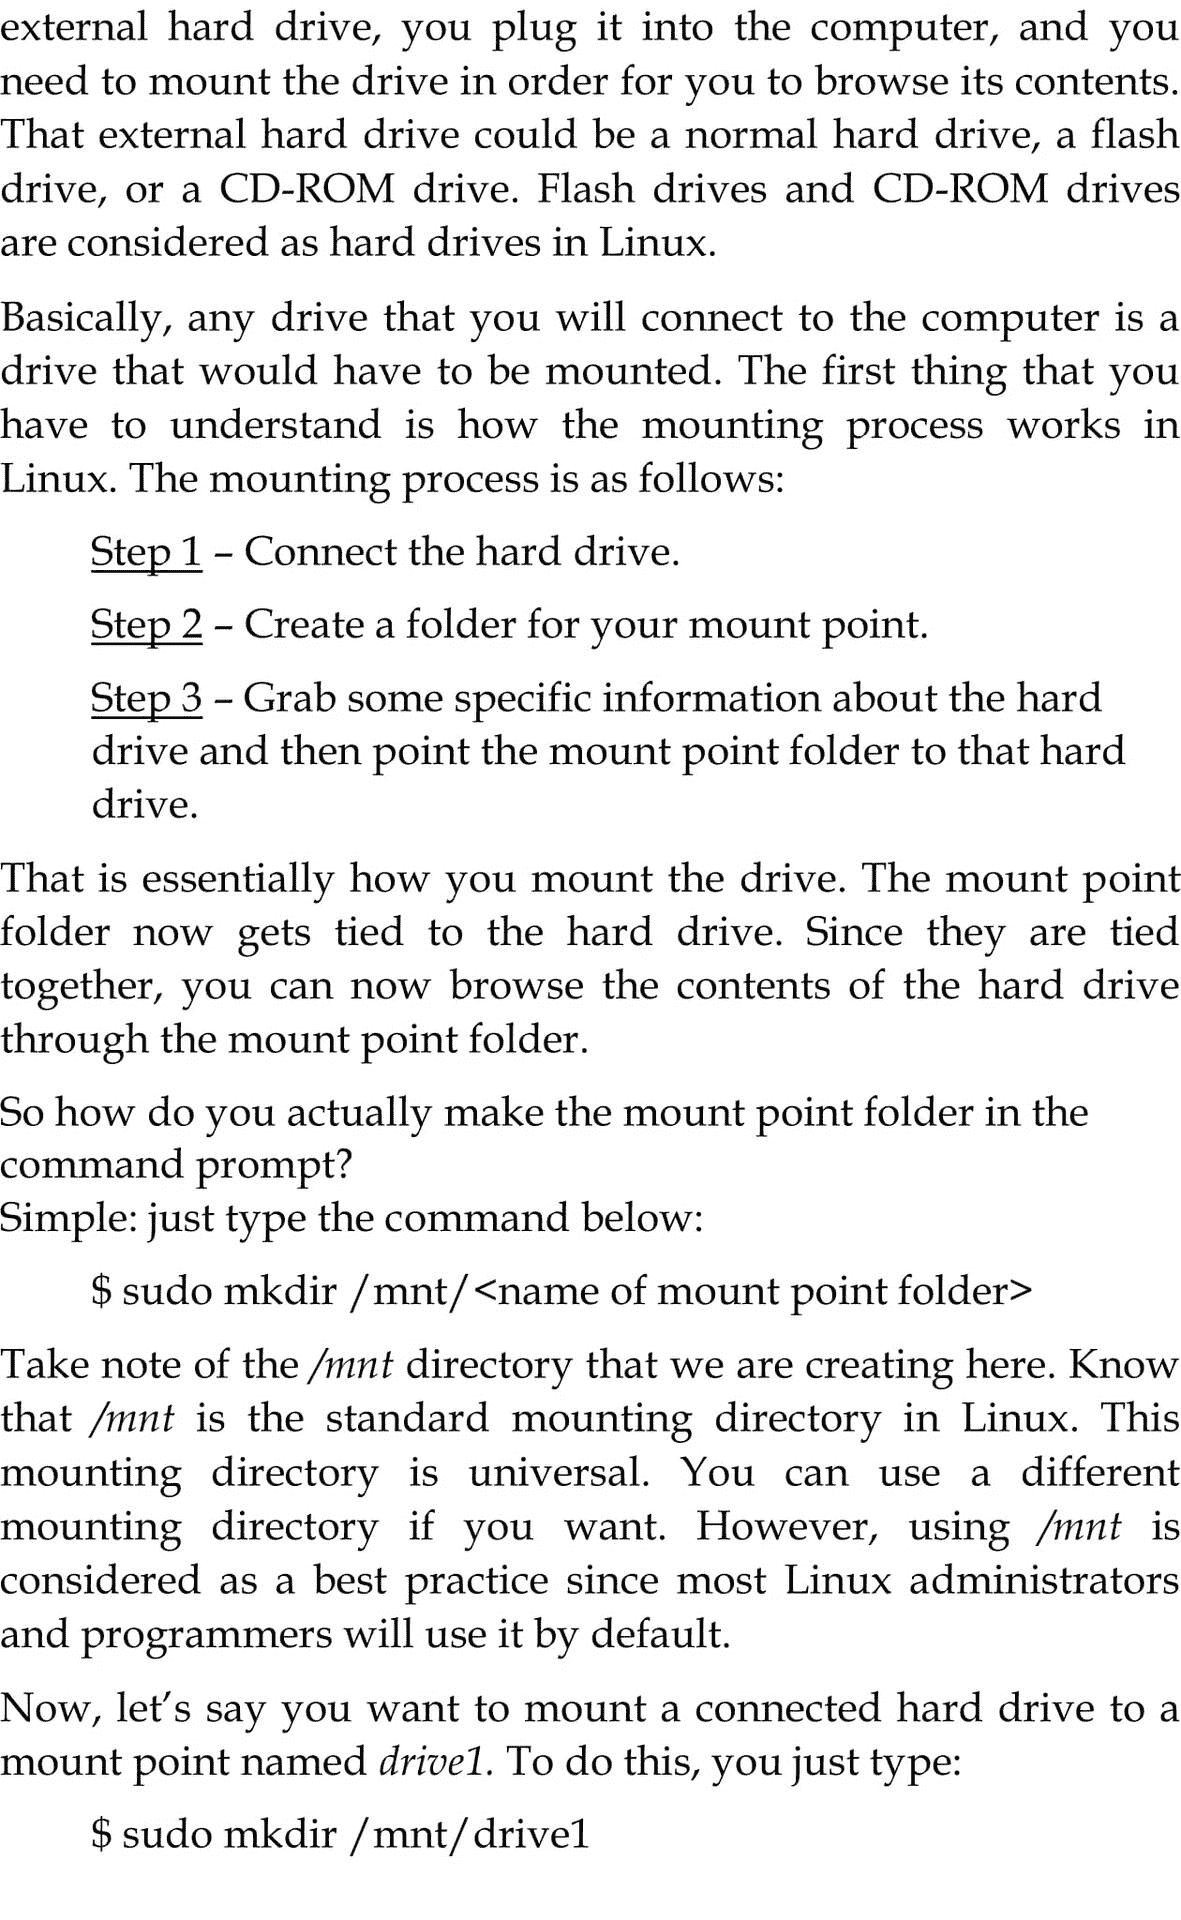 external hard drive, you plug it into the computer, and you
need to mount the drive in order for you to browse its contents.
That external hard drive could be a normal hard drive, a flash
drive, or a CD-ROM drive. Flash drives and CD-ROM drives
are considered as hard drives in Linux.
Basically, any drive that you will connect to the computer is a
drive that would have to be mounted. The first thing that you
have to understand is how the mounting process works in
Linux. The mounting process is as follows:
Step 1 – Connect the hard drive.
Step 2 – Create a folder for your mount point.
Step 3 – Grab some specific information about the hard
drive and then point the mount point folder to that hard
drive.
That is essentially how you mount the drive. The mount point
folder now gets tied to the hard drive. Since they are tied
together, you can now browse the contents of the hard drive
through the mount point folder.
So how do you actually make the mount point folder in the
command prompt?
Simple: just type the command below:
$ sudo mkdir /mnt/<name of mount point folder>
Take note of the /mnt directory that we are creating here. Know
that /mnt is the standard mounting directory in Linux. This
mounting directory is universal. You can use a different
mounting directory if you want. However, using /mnt is
considered as a best practice since most Linux administrators
and programmers will use it by default.
Now, let’s say you want to mount a connected hard drive to a
mount point named drive1. To do this, you just type:
$ sudo mkdir /mnt/drive1